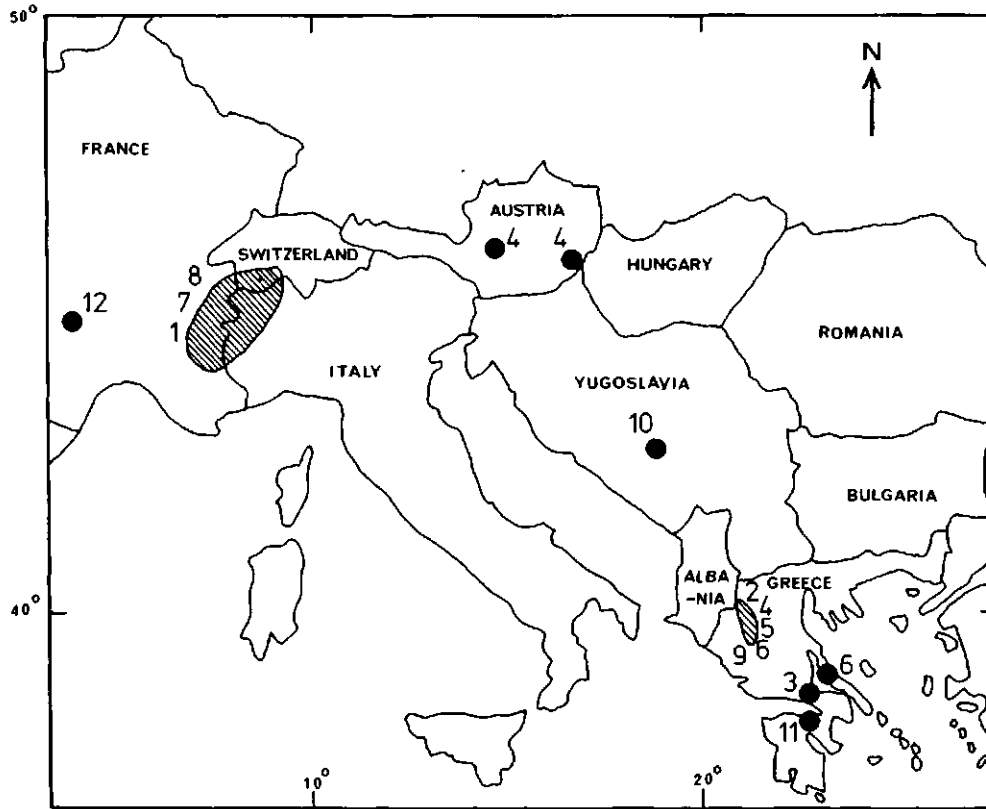 50°
N
FRANCE
AUSTRIA
4
4
SWITZERLAND
HUNGARY
8
7
12
1
ROMANIA
ITALY
YUGOSLAVIA
10
BULGARIA
ALBA
-NIA
GREECE
2
4
40°
5
9
6
6
3
11
10°
20°